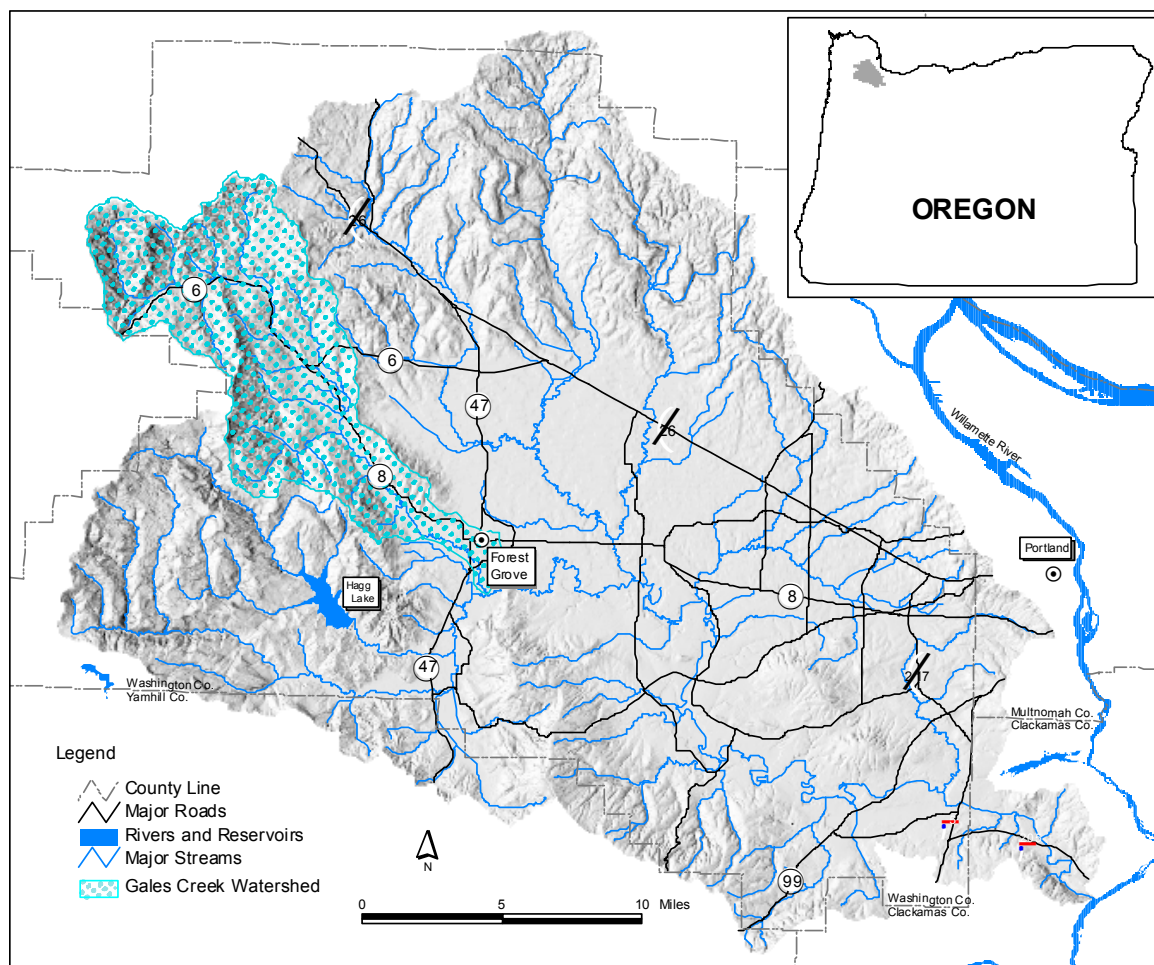 OREGON
26
6
6
47
26
Willamette River
8
Forest
Grove
Portland
Hagg
Lake
8
47
217
Washington Co.
Yamhill Co.
Multnomah Co.
Clackamas Co.
Legend
County Line
Major Roads
Rivers and Reservoirs
Major Streams
Gales Creek Watershed
N
0
5
10
Miles
99
Washington Co.
Clackamas Co.